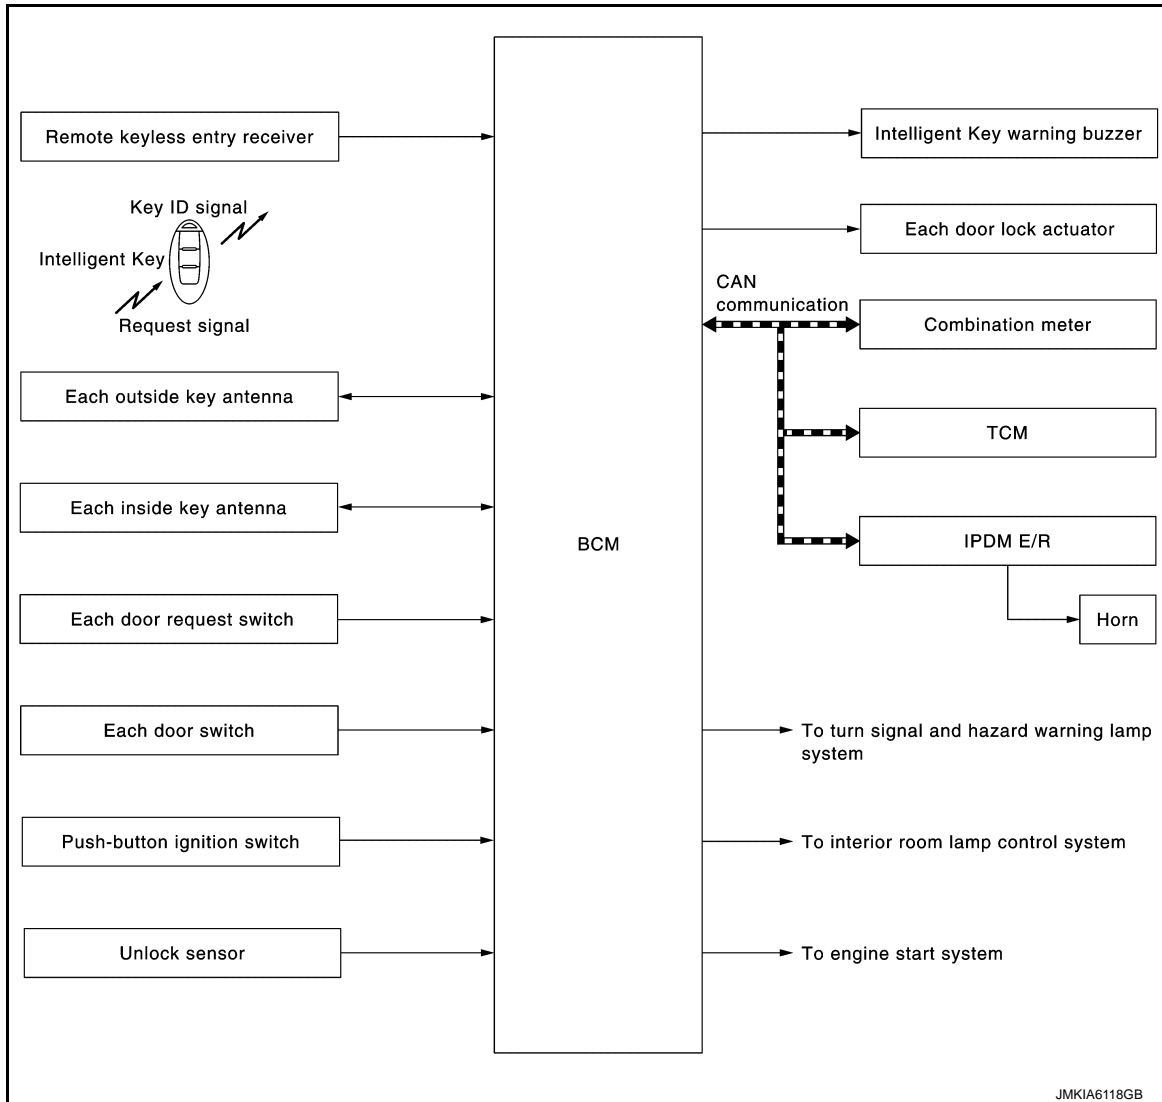 Remote keyless entry receiver
Key ID signal
Intelligent Key
Request signal
Each outside key antenna
Each inside key antenna
Each door request switch
Each door switch
Push-button ignition switch
Unlock sensor
BCM
Intelligent Key warning buzzer
Each door lock actuator
CAN
communication
Combination meter
TCM
IPDM E/R
Horn
To turn signal and hazard warning lamp
system
To interior room lamp control system
To engine start system
JMKIA6118GB